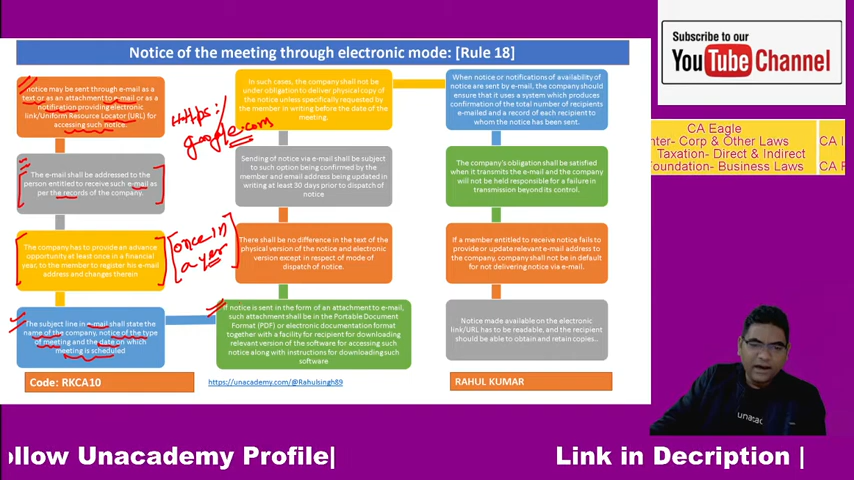 Notice of the meeting through electronic mode: [Rule 18]
Notice may be sent through e-mail as a
text or as an attachment to e-mail or as a
notification providing electronic
link/Uniform Resource Locator (URL) for
accessing such notice.
The e-mail shall be addressed to the
person entitled to receive such e-mail as
per the records of the company.
The company has to provide an advance
opportunity at least once in a financial
year, to the member to register his e-mail
address and changes therein
The subject line in e-mail shall state the
name of the company, notice of the type
of meeting and the date on which
meeting is scheduled
https:/
google.com
once in
a year
In such cases, the company shall not be
under obligation to deliver physical copy of
the notice unless specifically requested by
the member in writing before the date of the
meeting.
Sending of notice via e-mail shall be subject
to such option being confirmed by the
member and email address being updated in
writing at least 30 days prior to dispatch of
notice
There shall be no difference in the text of the
physical version of the notice and electronic
version except in respect of mode of
dispatch of notice.
If notice is sent in the form of an attachment to e-mail,
such attachment shall be in the Portable Document
Format (PDF) or electronic documentation format
together with a facility for recipient for downloading
relevant version of the software for accessing such
notice along with instructions for downloading such
software
When notice or notifications of availability of
notice are sent by e-mail, the company should
ensure that it uses a system which produces
confirmation of the total number of recipients
e-mailed and a record of each recipient to
whom the notice has been sent.
The company's obligation shall be satisfied
when it transmits the e-mail and the company
will not be held responsible for a failure in
transmission beyond its control.
If a member entitled to receive notice fails to
provide or update relevant e-mail address to
the company, company shall not be in default
for not delivering notice via e-mail.
Notice made available on the electronic
link/URL has to be readable, and the recipient
should be able to obtain and retain copies..
Code: RKCA10
https://unacademy.com/@Rahulsingh89
RAHUL KUMAR
Subscribe to our
YouTube Channel
CA Eagle
nter- Corp & Other Laws
Taxation- Direct & Indirect
Foundation- Business Laws
CA I
CA F
unac
ollow Unacademy Profile|
Link in Decription |